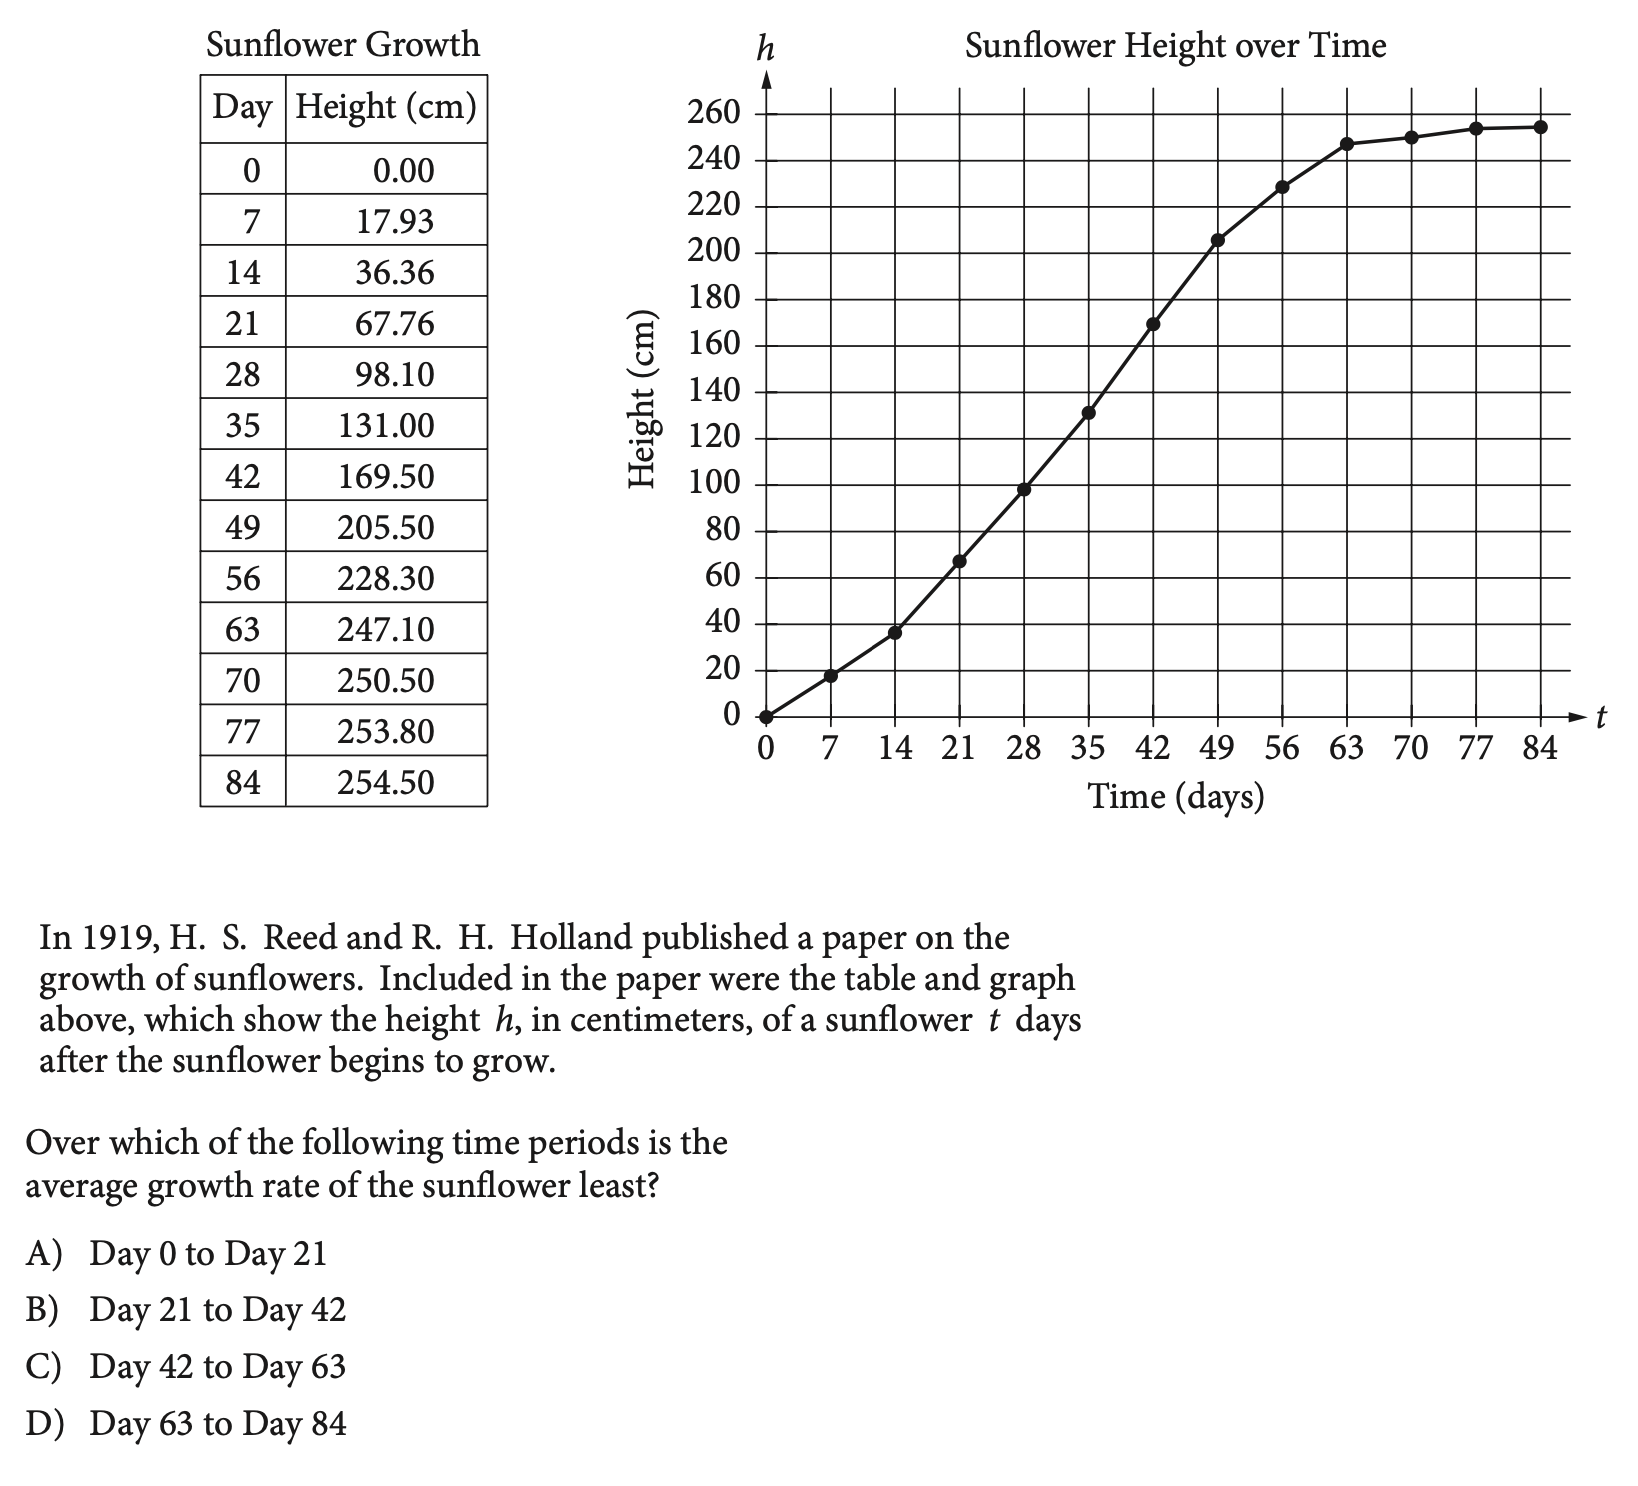 Sunflower Growth
Day Height (cm)
0 0.00
7 17.93
14 36.36
21 67.76
28 98.10
35 131.00
42 169.50
49 205.50
56 228.30
63 247.10
70 250.50
77 253.80
84 254.50
Sunflower Height over Time
h
260
240
220
200
180
160
140
120
100
80
60
40
20
0
Height (cm)
0 7 14 21 28 35 42 49 56 63 70 77 84
t
Time (days)
In 1919, H. S. Reed and R. H. Holland published a paper on the
growth of sunflowers. Included in the paper were the table and graph
above, which show the height h, in centimeters, of a sunflower t days
after the sunflower begins to grow.
Over which of the following time periods is the
average growth rate of the sunflower least?
A) Day 0 to Day 21
B) Day 21 to Day 42
C) Day 42 to Day 63
D) Day 63 to Day 84